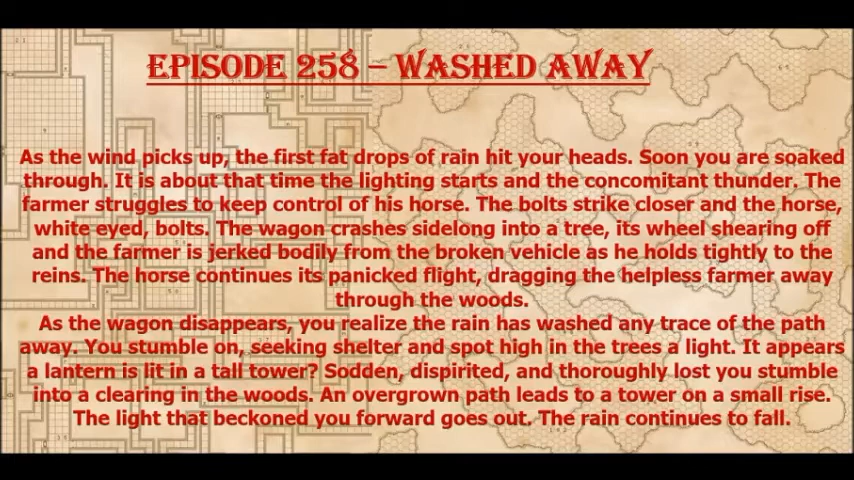 EPISODE 258 – WASHED AWAY
As the wind picks up, the first fat drops of rain hit your heads. Soon you are soaked
through. It is about that time the lighting starts and the concomitant thunder. The
farmer struggles to keep control of his horse. The bolts strike closer and the horse,
white eyed, bolts. The wagon crashes sidelong into a tree, its wheel shearing off
and the farmer is jerked bodily from the broken vehicle as he holds tightly to the
reins. The horse continues its panicked flight, dragging the helpless farmer away
through the woods.
As the wagon disappears, you realize the rain has washed any trace of the path
away. You stumble on, seeking shelter and spot high in the trees a light. It appears
a lantern is lit in a tall tower? Sodden, dispirited, and thoroughly lost you stumble
into a clearing in the woods. An overgrown path leads to a tower on a small rise.
The light that beckoned you forward goes out. The rain continues to fall.